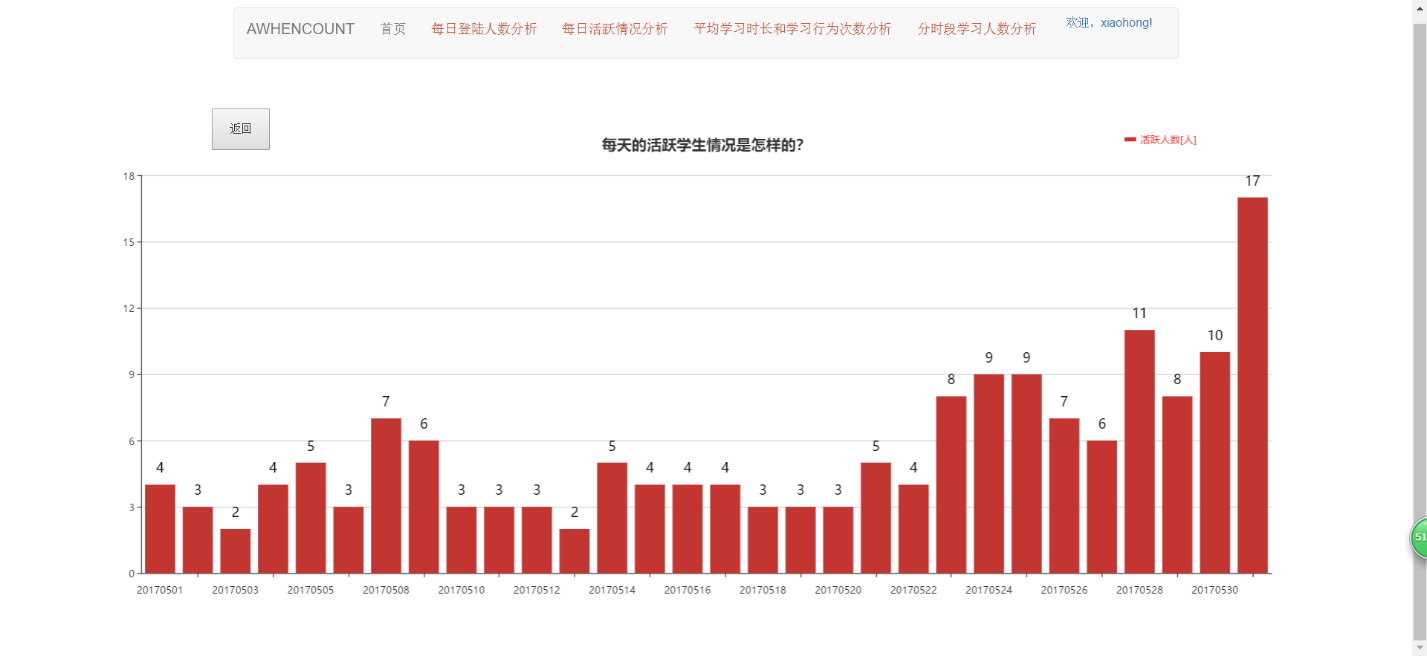 AWHENCOUNT 首页 每日登陆人数分析 每日活跃情况分析 平均学习时长和学习行为次数分析 分时段学习人数分析 欢迎，xiaohong!
返回
每天的活跃学生情况是怎样的？
活跃人数[人]
18
15
12
9
6
3
0
4 3 2 4 5 3 7 6 3 3 3 2 5 4 4 4 3 3 3 5 4 8 9 9 7 6 11 8 10 17
20170501 20170503 20170505 20170508 20170510 20170512 20170514 20170516 20170518 20170520 20170522 20170524 20170526 20170528 20170530